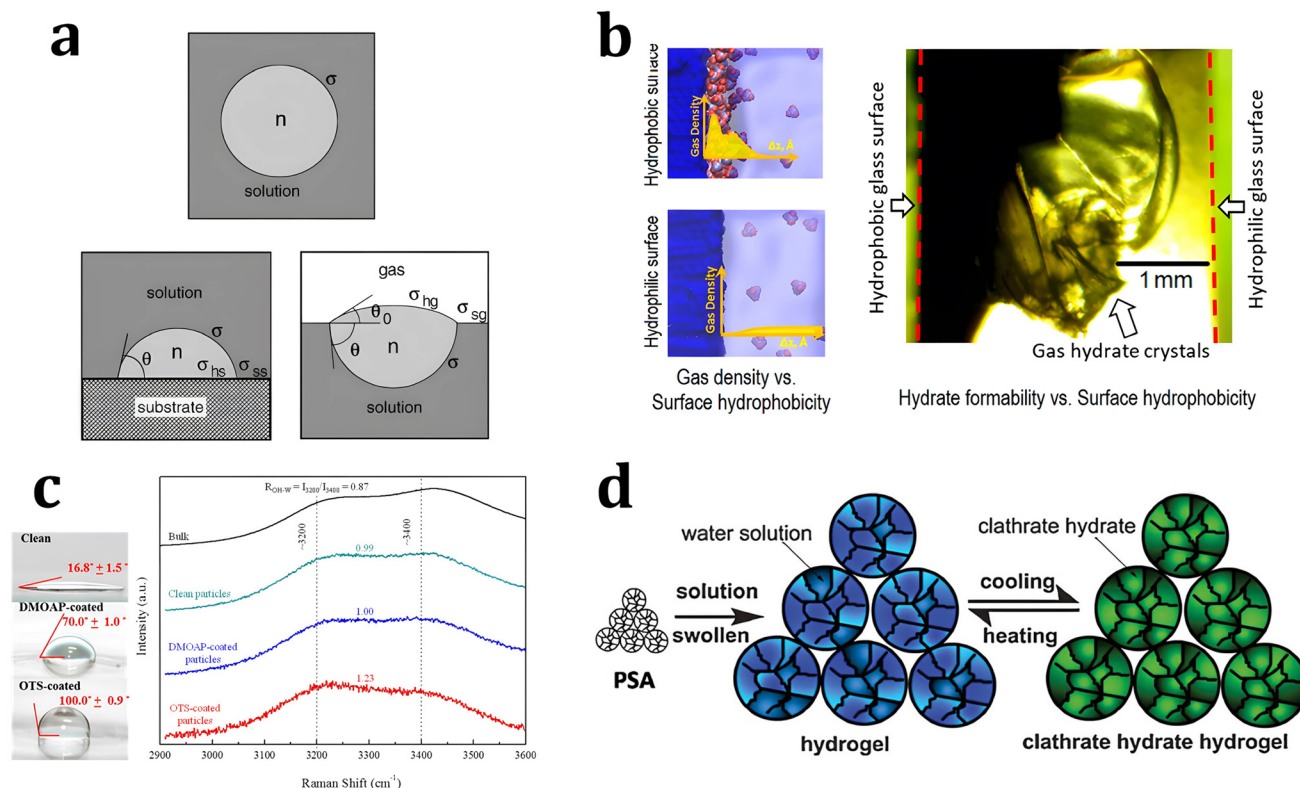 a
σ
n
solution
solution
σ
θ
n
σhs
σss
substrate
gas
σhg
σsg
θ0
θ
n
σ
solution
b
Hydrophobic surface
Gas Density
Δz, Å
Hydrophilic surface
Gas Density
Δz, Å
Gas density vs.
Surface hydrophobicity
Hydrophobic glass surface
1 mm
Gas hydrate crystals
Hydrophilic glass surface
Hydrate formability vs. Surface hydrophobicity
c
Clean
16.8° ± 1.5 °
DMOAP-coated
70.0° ± 1.0 °
OTS-coated
100.0° ± 0.9 °
Intensity (a.u.)
ROH-W = I3200/I3400 = 0.87
~3200
~3400
Bulk
0.99
Clean particles
1.00
DMOAP-coated
particles
1.23
OTS-coated
particles
2900 3000 3100 3200 3300 3400 3500 3600
Raman Shift (cm-1)
d
water solution
clathrate hydrate
solution
swollen
cooling
heating
PSA
hydrogel
clathrate hydrate hydrogel